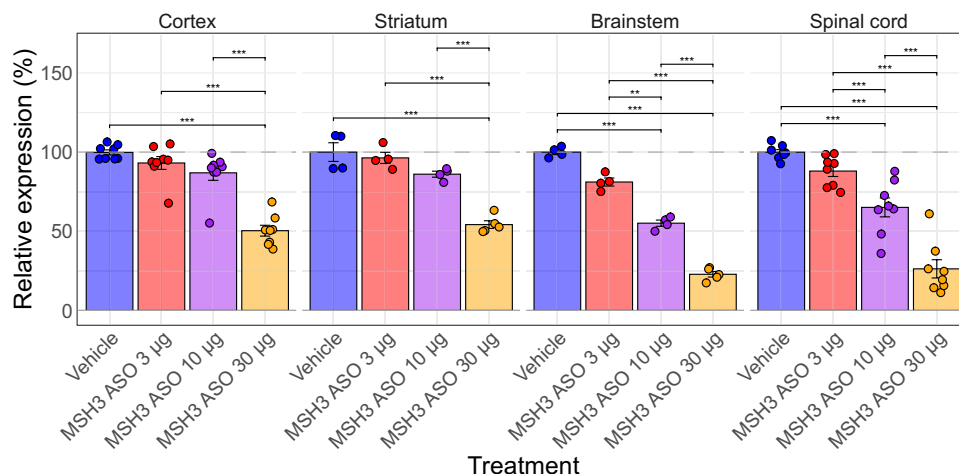 Cortex Striatum Brainstem Spinal cord
*** *** *** ***
*** *** *** ***
*** *** ** ***
*** ***
*** ***
Relative expression (%)
150
100
50
0
Vehicle MSH3 ASO 3 µg MSH3 ASO 10 µg MSH3 ASO 30 µg Vehicle MSH3 ASO 3 µg MSH3 ASO 10 µg MSH3 ASO 30 µg Vehicle MSH3 ASO 3 µg MSH3 ASO 10 µg MSH3 ASO 30 µg Vehicle MSH3 ASO 3 µg MSH3 ASO 10 µg MSH3 ASO 30 µg
Treatment